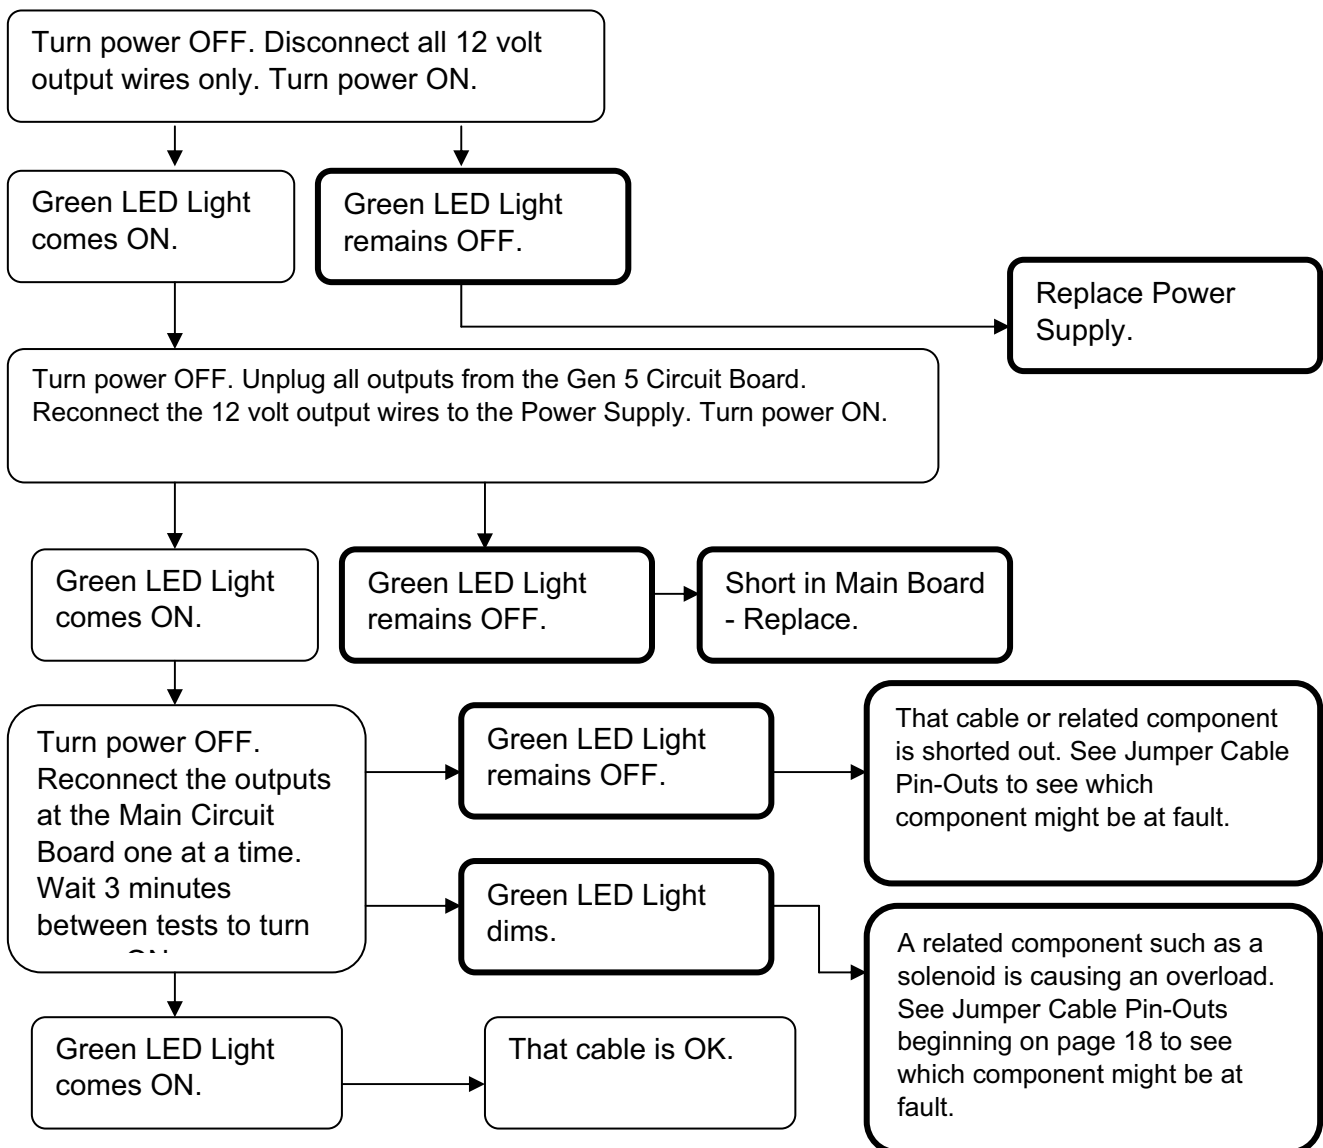 Turn power OFF. Disconnect all 12 volt
output wires only. Turn power ON.
Green LED Light
comes ON.
Green LED Light
remains OFF.
Replace Power
Supply.
Turn power OFF. Unplug all outputs from the Gen 5 Circuit Board.
Reconnect the 12 volt output wires to the Power Supply. Turn power ON.
Green LED Light
comes ON.
Green LED Light
remains OFF.
Short in Main Board
- Replace.
Turn power OFF.
Reconnect the outputs
at the Main Circuit
Board one at a time.
Wait 3 minutes
between tests to turn
Green LED Light
remains OFF.
That cable or related component
is shorted out. See Jumper Cable
Pin-Outs to see which
component might be at fault.
Green LED Light
dims.
A related component such as a
solenoid is causing an overload.
See Jumper Cable Pin-Outs
beginning on page 18 to see
which component might be at
fault.
Green LED Light
comes ON.
That cable is OK.